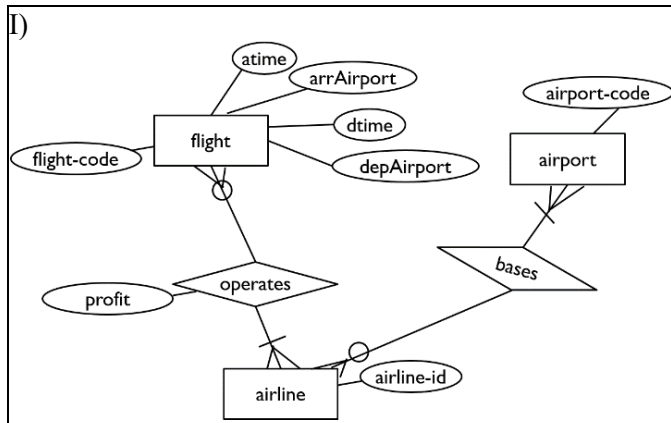 I)
atime
arrAirport
airport-code
flight
dtime
airport
flight-code
depAirport
bases
operates
profit
airline
airline-id